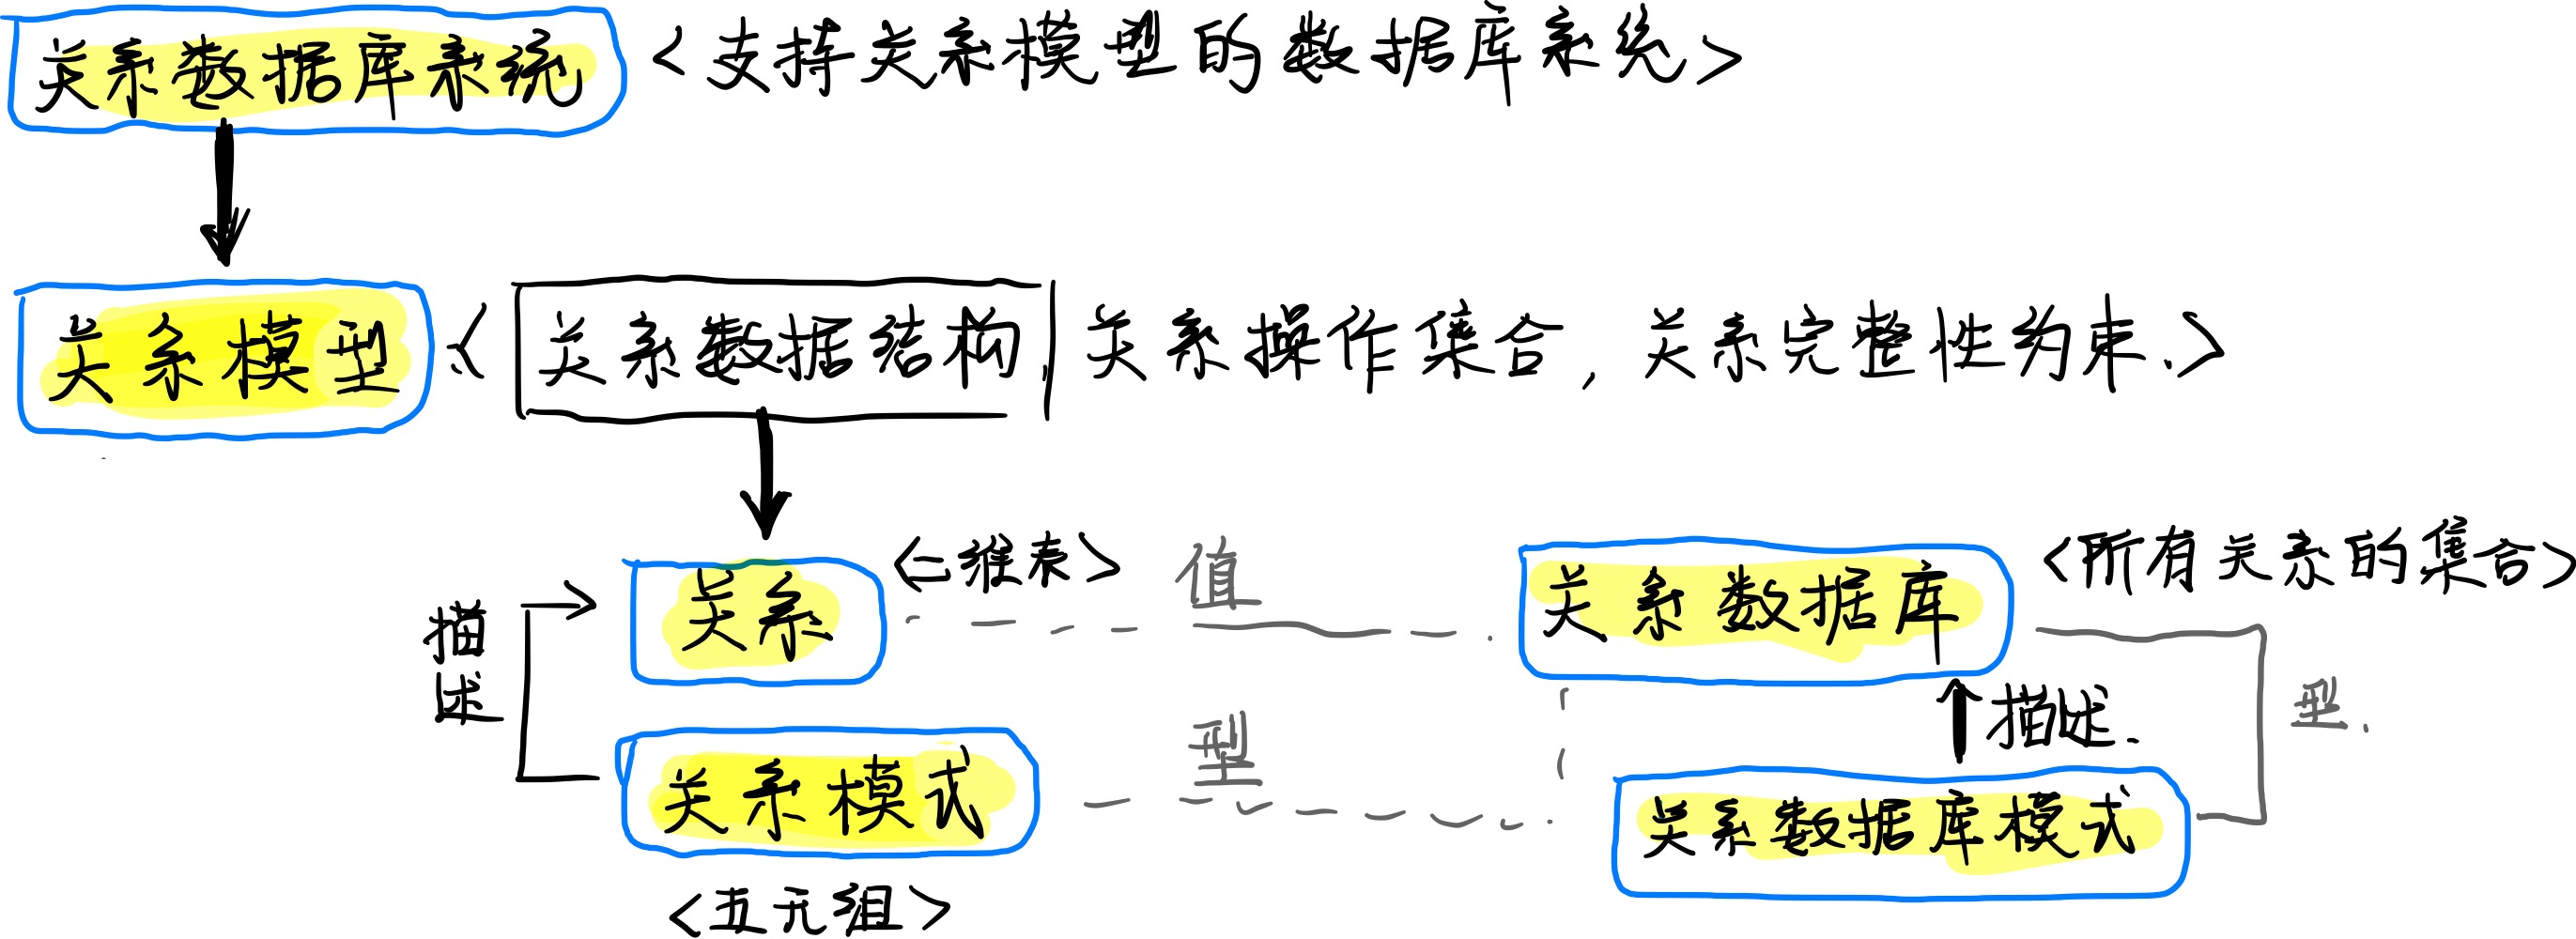 关系数据库系统 <支持关系模型的数据库系统>
关系模型 <关系数据结构, 关系操作集合, 关系完整性约束.>
关系 <二维表> 值 关系数据库 <所有关系的集合>
描述
型 描述. 型.
关系模式 关系数据库模式
<五元组>